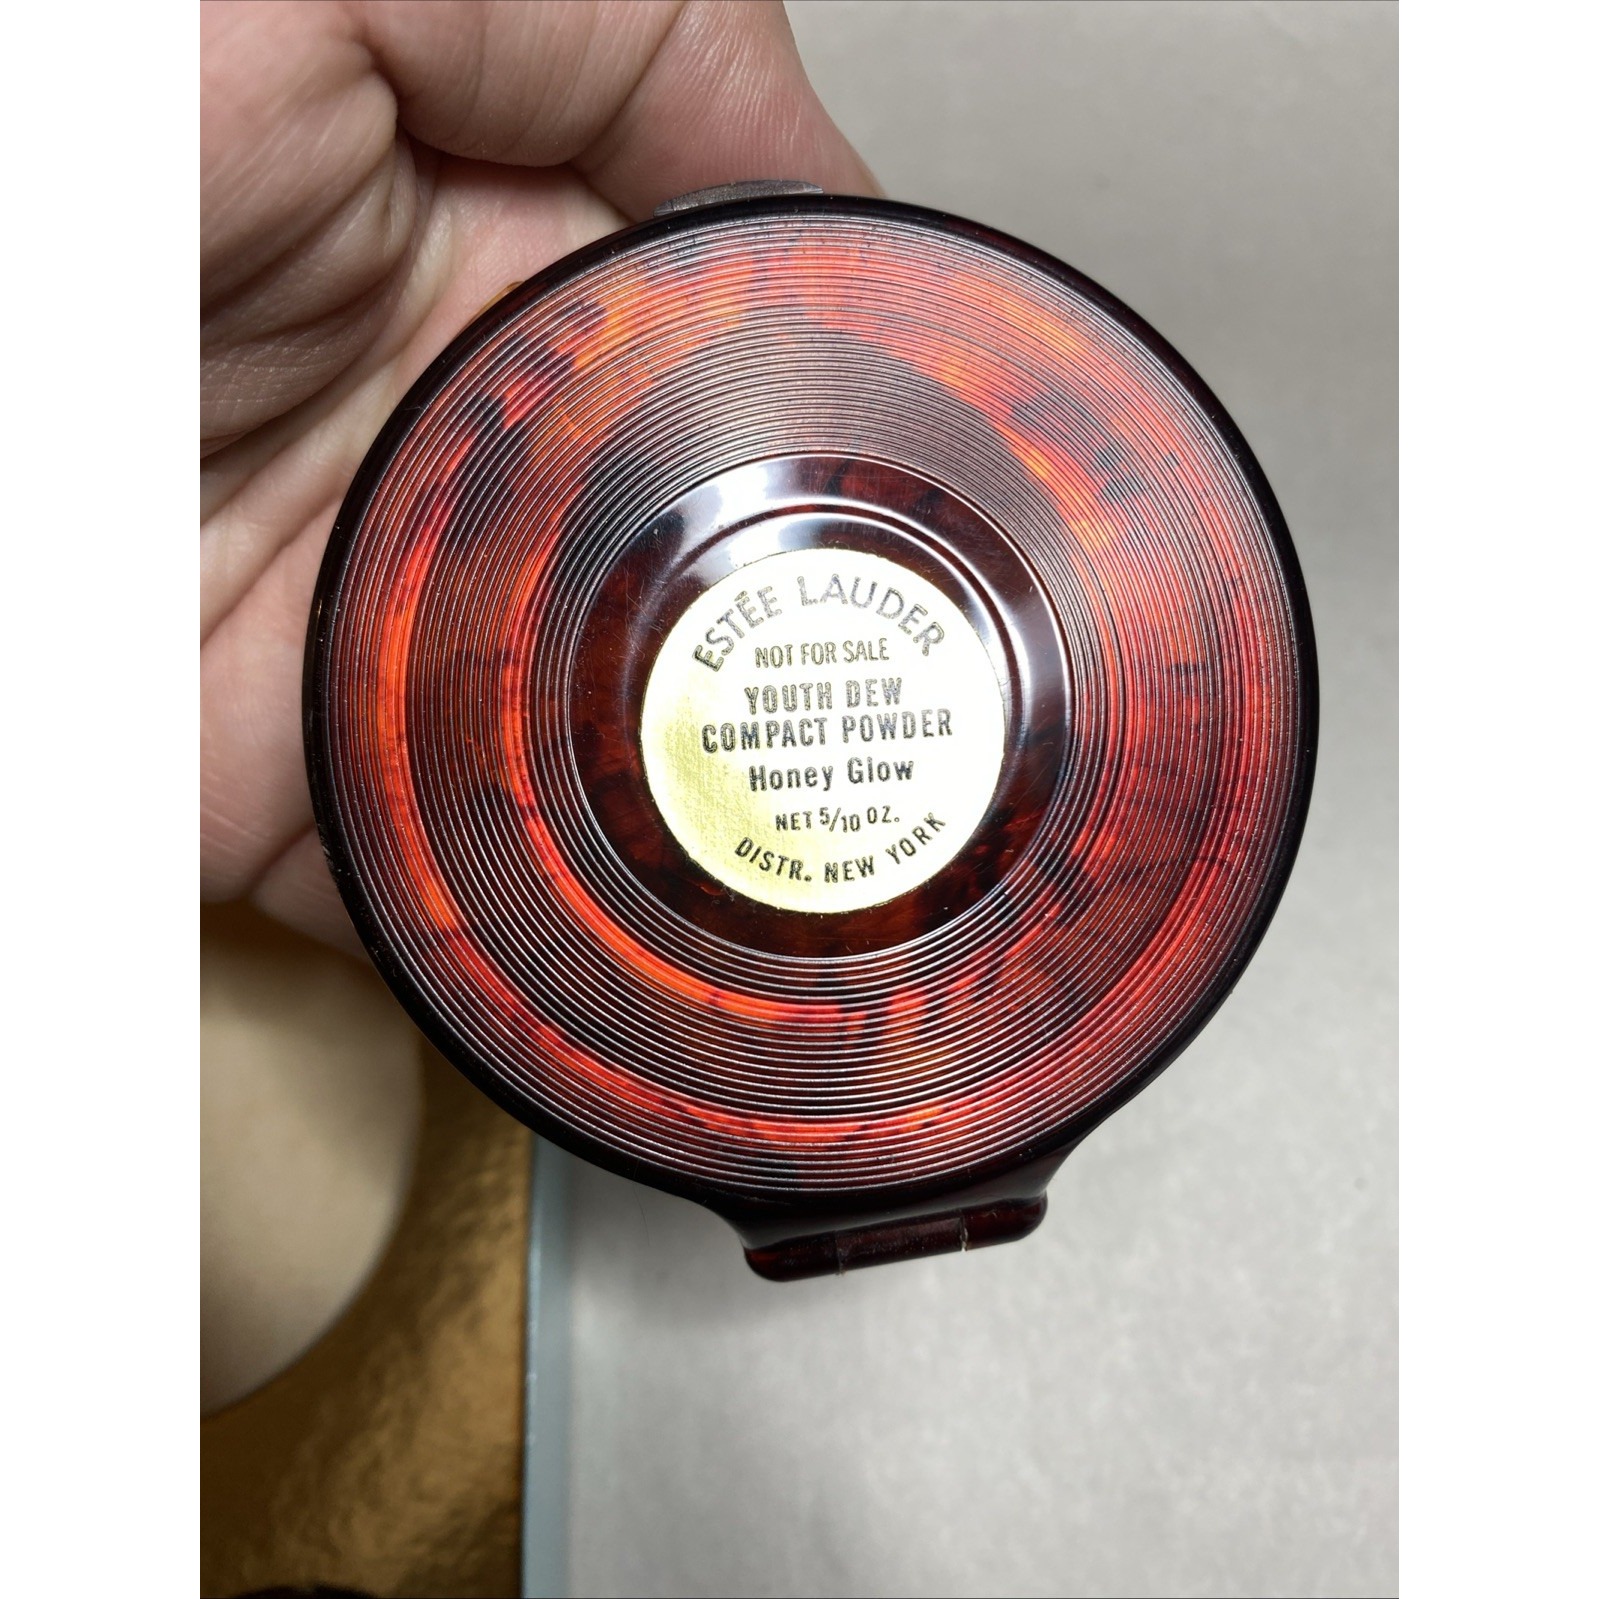 ESTÉE LAUDER
NOT FOR SALE
YOUTH DEW
COMPACT POWDER
Honey Glow
NET 5/10 OZ.
DISTR. NEW YORK